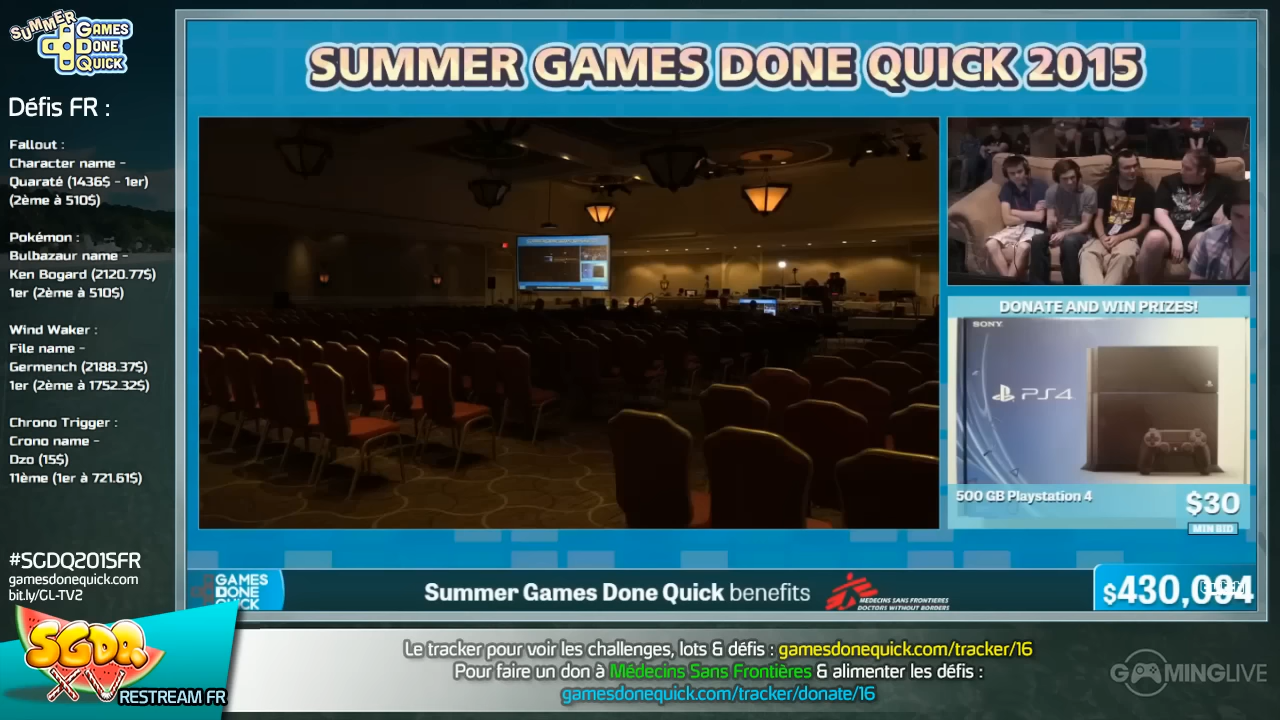 SUMMER
GAMES
DONE
QUICK
Défis FR :
Fallout :
Character name -
Quaraté (1436$ - 1er)
(2ème à 510$)
Pokémon :
Bulbazaur name -
Ken Bogard (2120.77$)
1er (2ème à 510$)
Wind Waker :
File name -
Germench (2188.37$)
1er (2ème à 1752.32$)
Chrono Trigger :
Crono name -
Ozo (15$)
11ème (1er à 721.61$)
#SGDQ2015FR
gamesdonequick.com
bit.ly/GL-TV2
SGDQ
RESTREAM FR
SUMMER GAMES DONE QUICK 2015
DONATE AND WIN PRIZES!
SONY
PS4
500 GB Playstation 4
$30
MIN BID
GAMES
DONE
QUICK
Summer Games Done Quick benefits
MEDECINS SANS FRONTIERES
DOCTORS WITHOUT BORDERS
$430,094
Le tracker pour voir les challenges, lots & défis : gamesdonequick.com/tracker/16
Pour faire un don à Médecins Sans Frontières & alimenter les défis :
gamesdonequick.com/tracker/donate/16
GAMINGLIVE